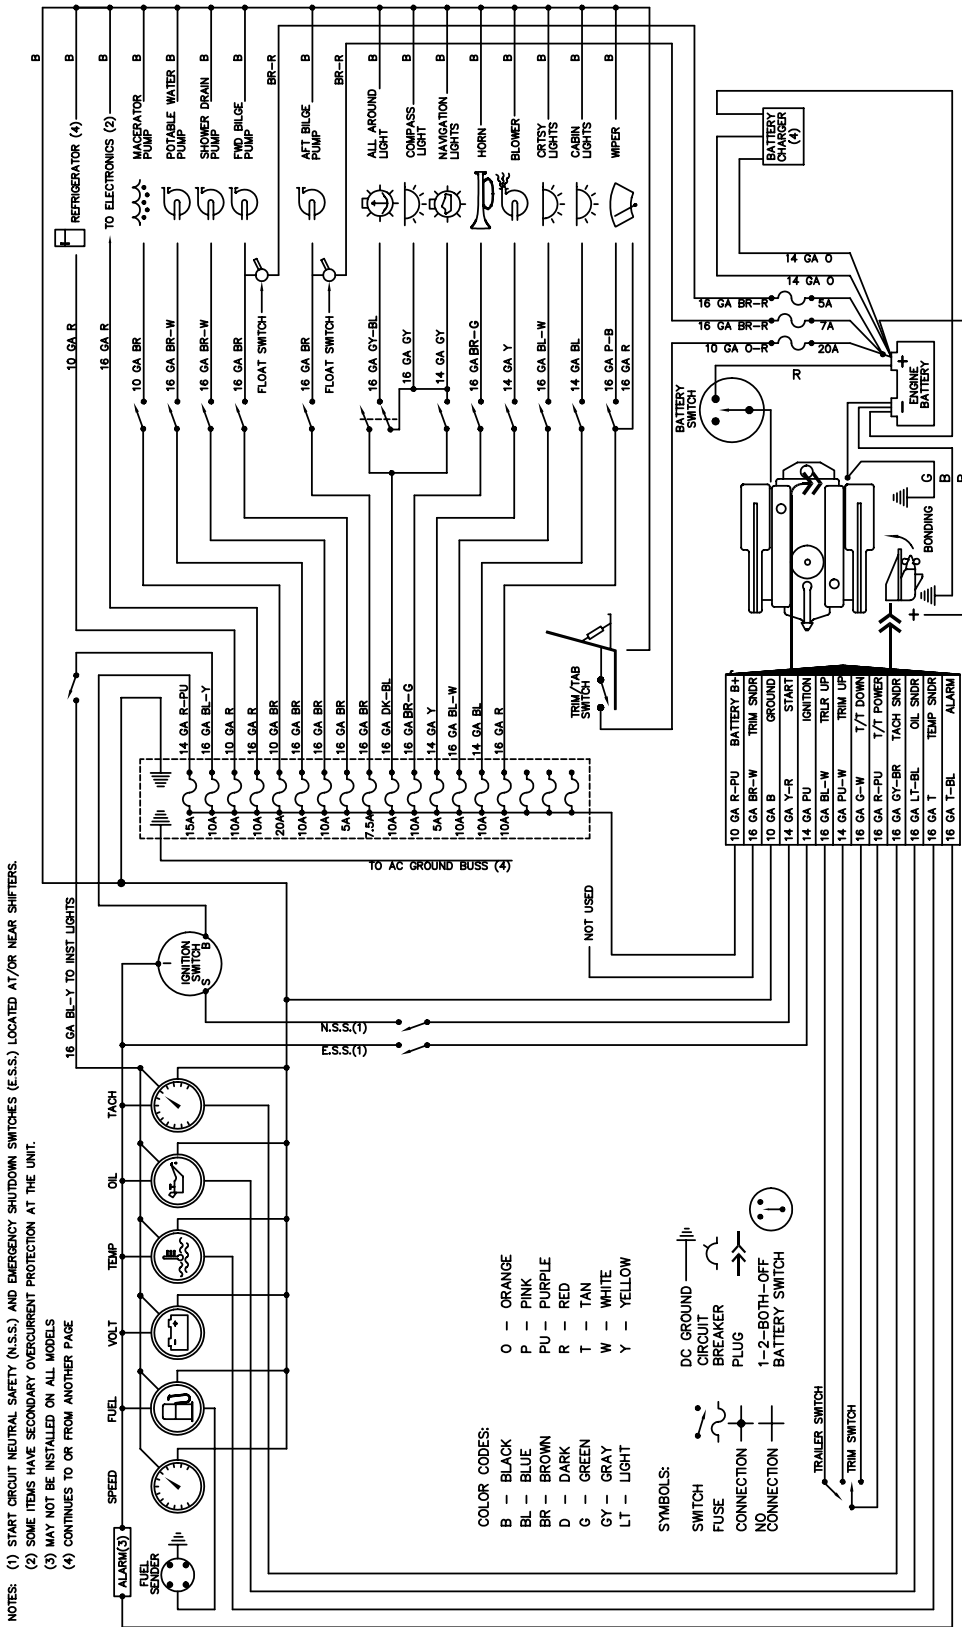 NOTES: (1) START CIRCUIT NEUTRAL SAFETY (N.S.S.) AND EMERGENCY SHUTDOWN SWITCHES (E.S.S.) LOCATED AT/OR NEAR SHIFTERS.
(2) SOME ITEMS HAVE SECONDARY OVERCURRENT PROTECTION AT THE UNIT.
(3) MAY NOT BE INSTALLED ON ALL MODELS
(4) CONTINUES TO OR FROM ANOTHER PAGE
ALARM(3)
FUEL
SENDER
SPEED
FUEL
VOLT
TEMP
OIL
TACH
16 GA BL-Y TO INST LIGHTS
IGNITION
SWITCH
I
S
B
N.S.S.(1)
E.S.S.(1)
TO AC GROUND BUSS (4)
NOT USED
15A
10A
10A
10A
20A
10A
10A
5A
7.5A
10A
10A
5A
10A
10A
10A
14 GA R-PU
16 GA BL-Y
10 GA R
16 GA R
10 GA BR
16 GA BR
16 GA BR
16 GA BR
16 GA BR
16 GA DK-BL
16 GA BR-G
14 GA Y
16 GA BL-W
14 GA BL
16 GA R
TRIM/TAB
SWITCH
10 GA R
16 GA R
10 GA BR
16 GA BR-W
16 GA BR-W
16 GA BR
FLOAT SWITCH
16 GA BR
FLOAT SWITCH
16 GA GY-BL
16 GA GY
14 GA GY
16 GA BR-G
14 GA Y
16 GA BL-W
14 GA BL
16 GA P-B
16 GA R
REFRIGERATOR (4)
TO ELECTRONICS (2)
MACERATOR
PUMP
POTABLE WATER
PUMP
SHOWER DRAIN
PUMP
FWD BILGE
PUMP
AFT BILGE
PUMP
ALL AROUND
LIGHT
COMPASS
LIGHT
NAVIGATION
LIGHTS
HORN
BLOWER
CRTSY
LIGHTS
CABIN
LIGHTS
WIPER
B
B
B
B
B
B
B
BR-R
B
BR-R
B
B
B
B
B
B
B
B
BATTERY
CHARGER
(4)
14 GA O
14 GA O
16 GA BR-R
5A
16 GA BR-R
7A
10 GA O-R
20A
R
BATTERY
SWITCH
+
-
ENGINE
BATTERY
G
B
BONDING
+
10 GA R-PU BATTERY B+
16 GA BR-W TRIM SNDR
10 GA B GROUND
14 GA Y-R START
14 GA PU IGNITION
16 GA BL-W TRLR UP
14 GA PU-W TRIM UP
16 GA G-W T/T DOWN
16 GA R-PU T/T POWER
16 GA GY-BR TACH SNDR
16 GA LT-BL OIL SNDR
16 GA T TEMP SNDR
16 GA T-BL ALARM
COLOR CODES:
B - BLACK
BL - BLUE
BR - BROWN
D - DARK
G - GREEN
GY - GRAY
LT - LIGHT
O - ORANGE
P - PINK
PU - PURPLE
R - RED
T - TAN
W - WHITE
Y - YELLOW
SYMBOLS:
SWITCH
FUSE
CONNECTION
NO
CONNECTION
DC GROUND
CIRCUIT
BREAKER
PLUG
1-2-BOTH-OFF
BATTERY SWITCH
TRAILER SWITCH
TRIM SWITCH